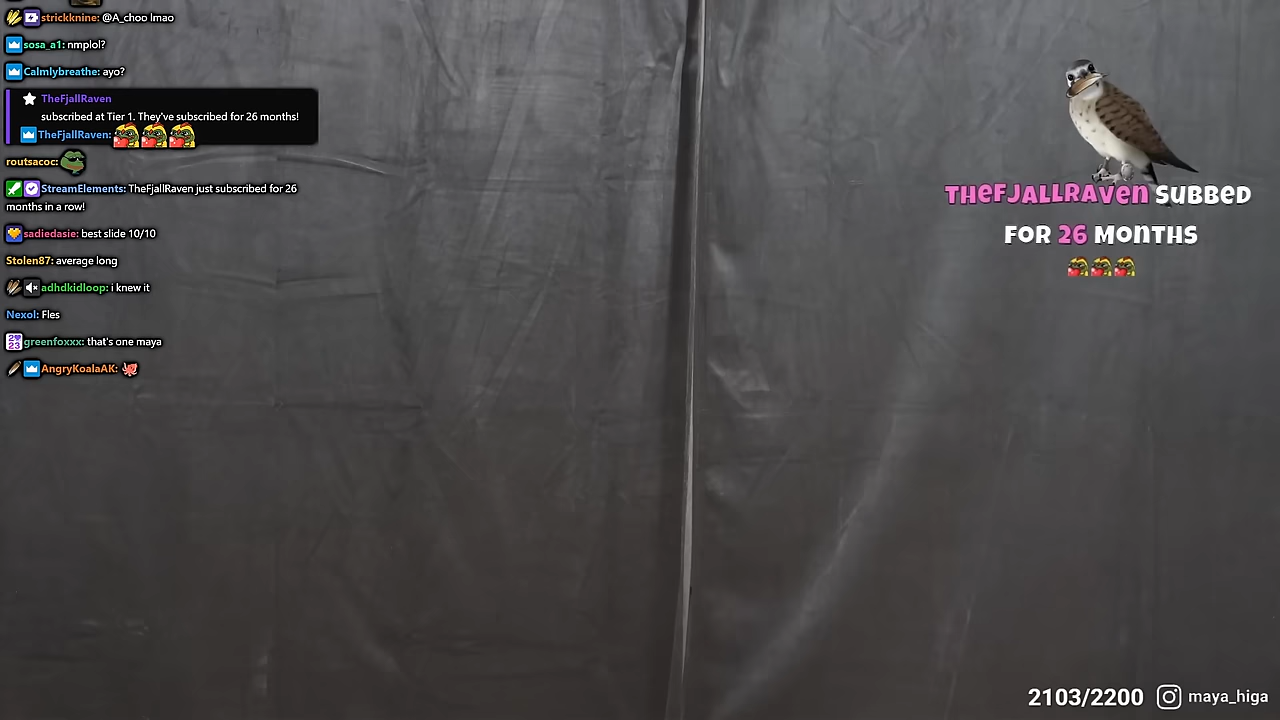 strickknine: @A_choo lmao
sosa_a1: nmplol?
Calmlybreathe: ayo?
TheFjallRaven
subscribed at Tier 1. They've subscribed for 26 months!
TheFjallRaven:
routsacoc:
StreamElements: TheFjallRaven just subscribed for 26
months in a row!
sadiedasie: best slide 10/10
Stolen87: average long
adhdkidloop: i knew it
Nexol: Fles
greenfoxxx: that's one maya
AngryKoalaAK:
THEFJALLRAVEN SUBBED
FOR 26 MONTHS
2103/2200 maya_higa